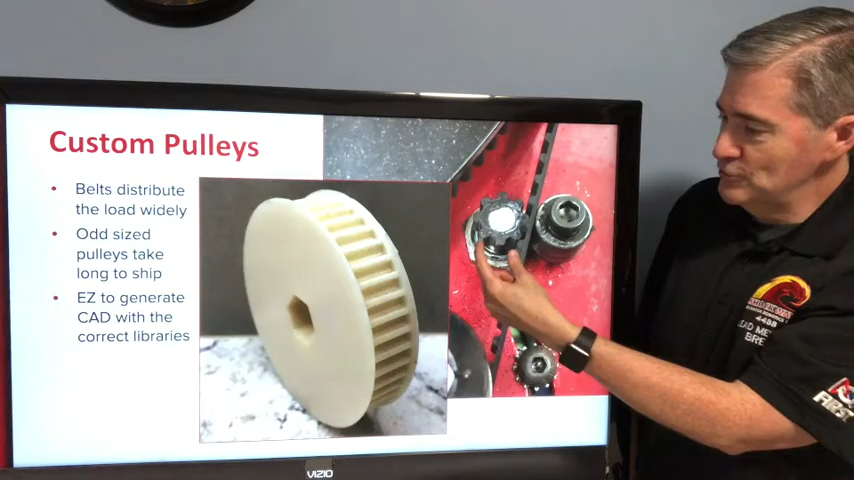 Custom Pulleys
• Belts distribute
the load widely
• Odd sized
pulleys take
long to ship
• EZ to generate
CAD with the
correct libraries
VIZIO
4488
FIRST